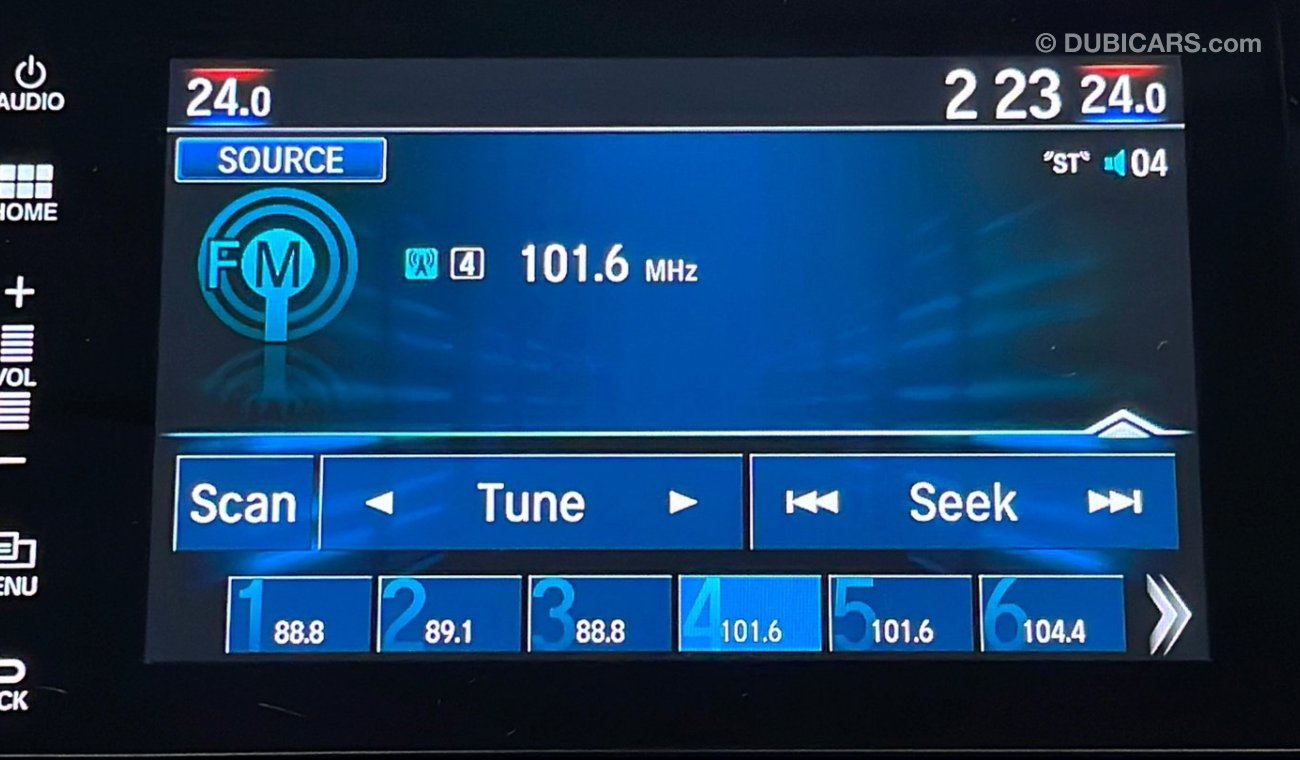 © DUBICARS.com
AUDIO
24.0 2 23 24.0
SOURCE
"ST" 04
HOME
FM 4 101.6 MHz
+
VOL
Scan ◄ Tune ► ⏮ Seek ⏭
ENU
1 88.8 2 89.1 3 88.8 4 101.6 5 101.6 6 104.4
CK